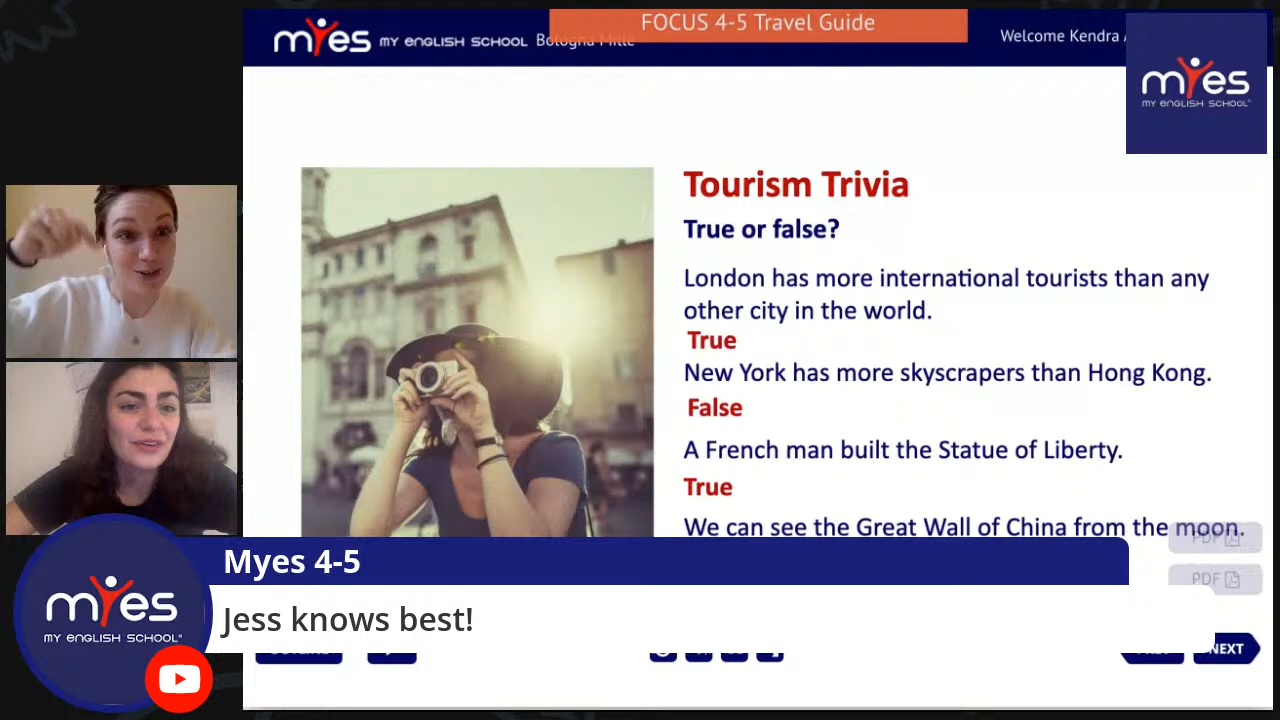 FOCUS 4-5 Travel Guide
myes MY ENGLISH SCHOOL Bologna Mille
Welcome Kendra A
myes
MY ENGLISH SCHOOL
Tourism Trivia
True or false?
London has more international tourists than any
other city in the world.
True
New York has more skyscrapers than Hong Kong.
False
A French man built the Statue of Liberty.
True
We can see the Great Wall of China from the moon.
PDF
PDF
Myes 4-5
Jess knows best!
myes
MY ENGLISH SCHOOL
NEXT